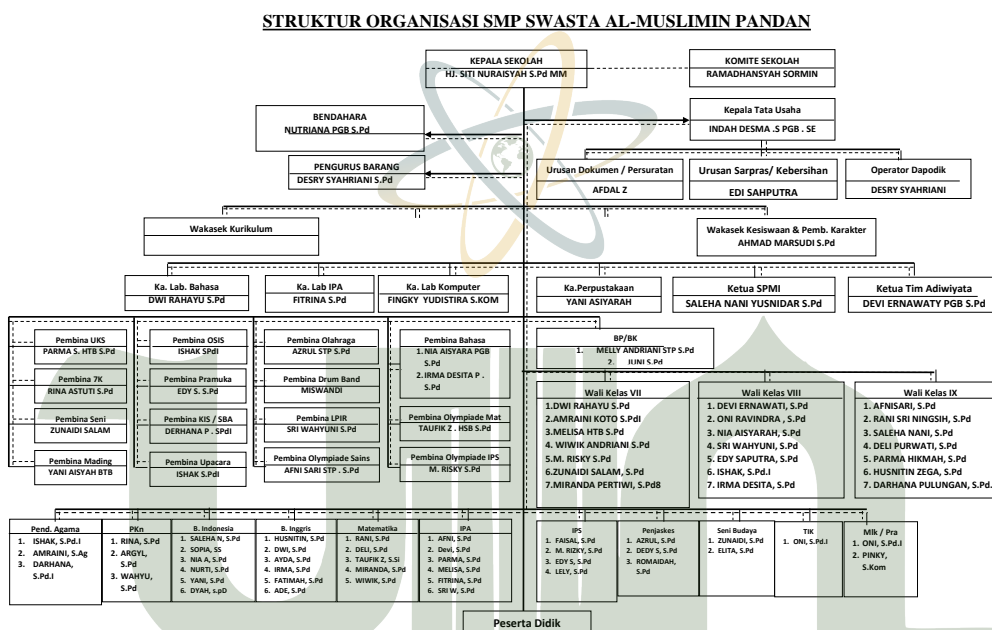 STRUKTUR ORGANISASI SMP SWASTA AL-MUSLIMIN PANDAN
KEPALA SEKOLAH
HJ. SITI NURAISYAH S.Pd MM
KOMITE SEKOLAH
RAMADHANSYAH SORMIN
BENDAHARA
NUTRIANA PGB S.Pd
Kepala Tata Usaha
INDAH DESMA .S PGB . SE
PENGURUS BARANG
DESRY SYAHRIANI S.Pd
Urusan Dokumen / Persuratan
AFDAL Z
Urusan Sarpras/ Kebersihan
EDI SAHPUTRA
Operator Dapodik
DESRY SYAHRIANI
Wakasek Kurikulum
Wakasek Kesiswaan & Pemb. Karakter
AHMAD MARSUDI S.Pd
Ka. Lab. Bahasa
DWI RAHAYU S.Pd
Ka. Lab IPA
FITRINA S.Pd
Ka. Lab Komputer
FINGKY YUDISTIRA S.KOM
Ka.Perpustakaan
YANI ASIYARAH
Ketua SPMI
SALEHA NANI YUSNIDAR S.Pd
Ketua Tim Adiwiyata
DEVI ERNAWATY PGB S.Pd
Pembina UKS
PARMA S. HTB S.Pd
Pembina OSIS
ISHAK SPdI
Pembina Olahraga
AZRUL STP S.Pd
Pembina Bahasa
1. NIA AISYARA PGB
S.Pd
2. IRMA DESITA P .
S.Pd
BP/BK
1. MELLY ANDRIANI STP S.Pd
2. JUNI S.Pd
Pembina 7K
RINA ASTUTI S.Pd
Pembina Pramuka
EDY S. S.Pd
Pembina Drum Band
MISWANDI
Pembina Seni
ZUNAIDI SALAM
Pembina KIS / SBA
DERHANA P . SPdI
Pembina LPIR
SRI WAHYUNI S.Pd
Pembina Olympiade Mat
TAUFIK Z . HSB S.Pd
Pembina Mading
YANI AISYAH BTB
Pembina Upacara
ISHAK S.PdI
Pembina Olympiade Sains
AFNI SARI STP . S.Pd
Pembina Olympiade IPS
M. RISKY S.Pd
Wali Kelas VII
1.DWI RAHAYU S.Pd
2.AMRAINI KOTO S.PdI
3.MELISA HTB S.Pd
4. WIWIK ANDRIANI S.Pd
5.M. RISKY S.Pd
6.ZUNAIDI SALAM, S.Pd
7.MIRANDA PERTIWI, S.Pd8
Wali Kelas VIII
1. DEVI ERNAWATI, S.Pd
2. ONI RAVINDRA , S.Pd
3. NIA AISYARAH, S.Pd
4. SRI WAHYUNI, S.Pd
5. EDY SAPUTRA, S.Pd
6. ISHAK, S.Pd.I
7. IRMA DESITA, S.Pd
Wali Kelas IX
1. AFNISARI, S.Pd
2. RANI SRI NINGSIH, S.Pd
3. SALEHA NANI, S.Pd
4. DELI PURWATI, S.Pd
5. PARMA HIKMAH, S.Pd
6. HUSNITIN ZEGA, S.Pd
7. DARHANA PULUNGAN, S.Pd.
Pend. Agama
1. ISHAK, S.Pd.I
2. AMRAINI, S.Ag
3. DARHANA,
S.Pd.I
PKn
1. RINA, S.Pd
2. ARGYL,
S.Pd
3. WAHYU,
S.Pd
B. Indonesia
1. SALEHA N, S.Pd
2. SOPIA, SS
3. NIA A, S.Pd
4. NURTI, S.Pd
5. YANI, S.Pd
6. DYAH, s.pD
B. Inggris
1. HUSNITIN, S.Pd
2. DWI, S.Pd
3. AYDA, S.Pd
4. IRMA, S.Pd
5. FATIMAH, S.Pd
6. ADE, S.Pd
Matematika
1. RANI, S.Pd
2. DELI, S.Pd
3. TAUFIK Z, S.Si
4. MIRANDA, S.Pd
5. WIWIK, S.Pd
IPA
1. AFNI, S.Pd
2. Devi, S.Pd
3. PARMA, S.Pd
4. MELISA, S.Pd
5. FITRINA, S.Pd
6. SRI W, S.Pd
IPS
1. FAISAL, S.Pd
2. M. RIZKY, S.Pd
3. EDY S, S.Pd
4. LELY, S.Pd
Penjaskes
1. AZRUL, S.Pd
2. DEDY S, S.Pd
3. ROMAIDAH,
S.Pd
Seni Budaya
1. ZUNAIDI, S.Pd
2. ELITA, S.Pd
TIK
1. ONI, S.Pd.I
Mlk / Pra
1. ONI, S.Pd.I
2. PINKY,
S.Kom
Peserta Didik